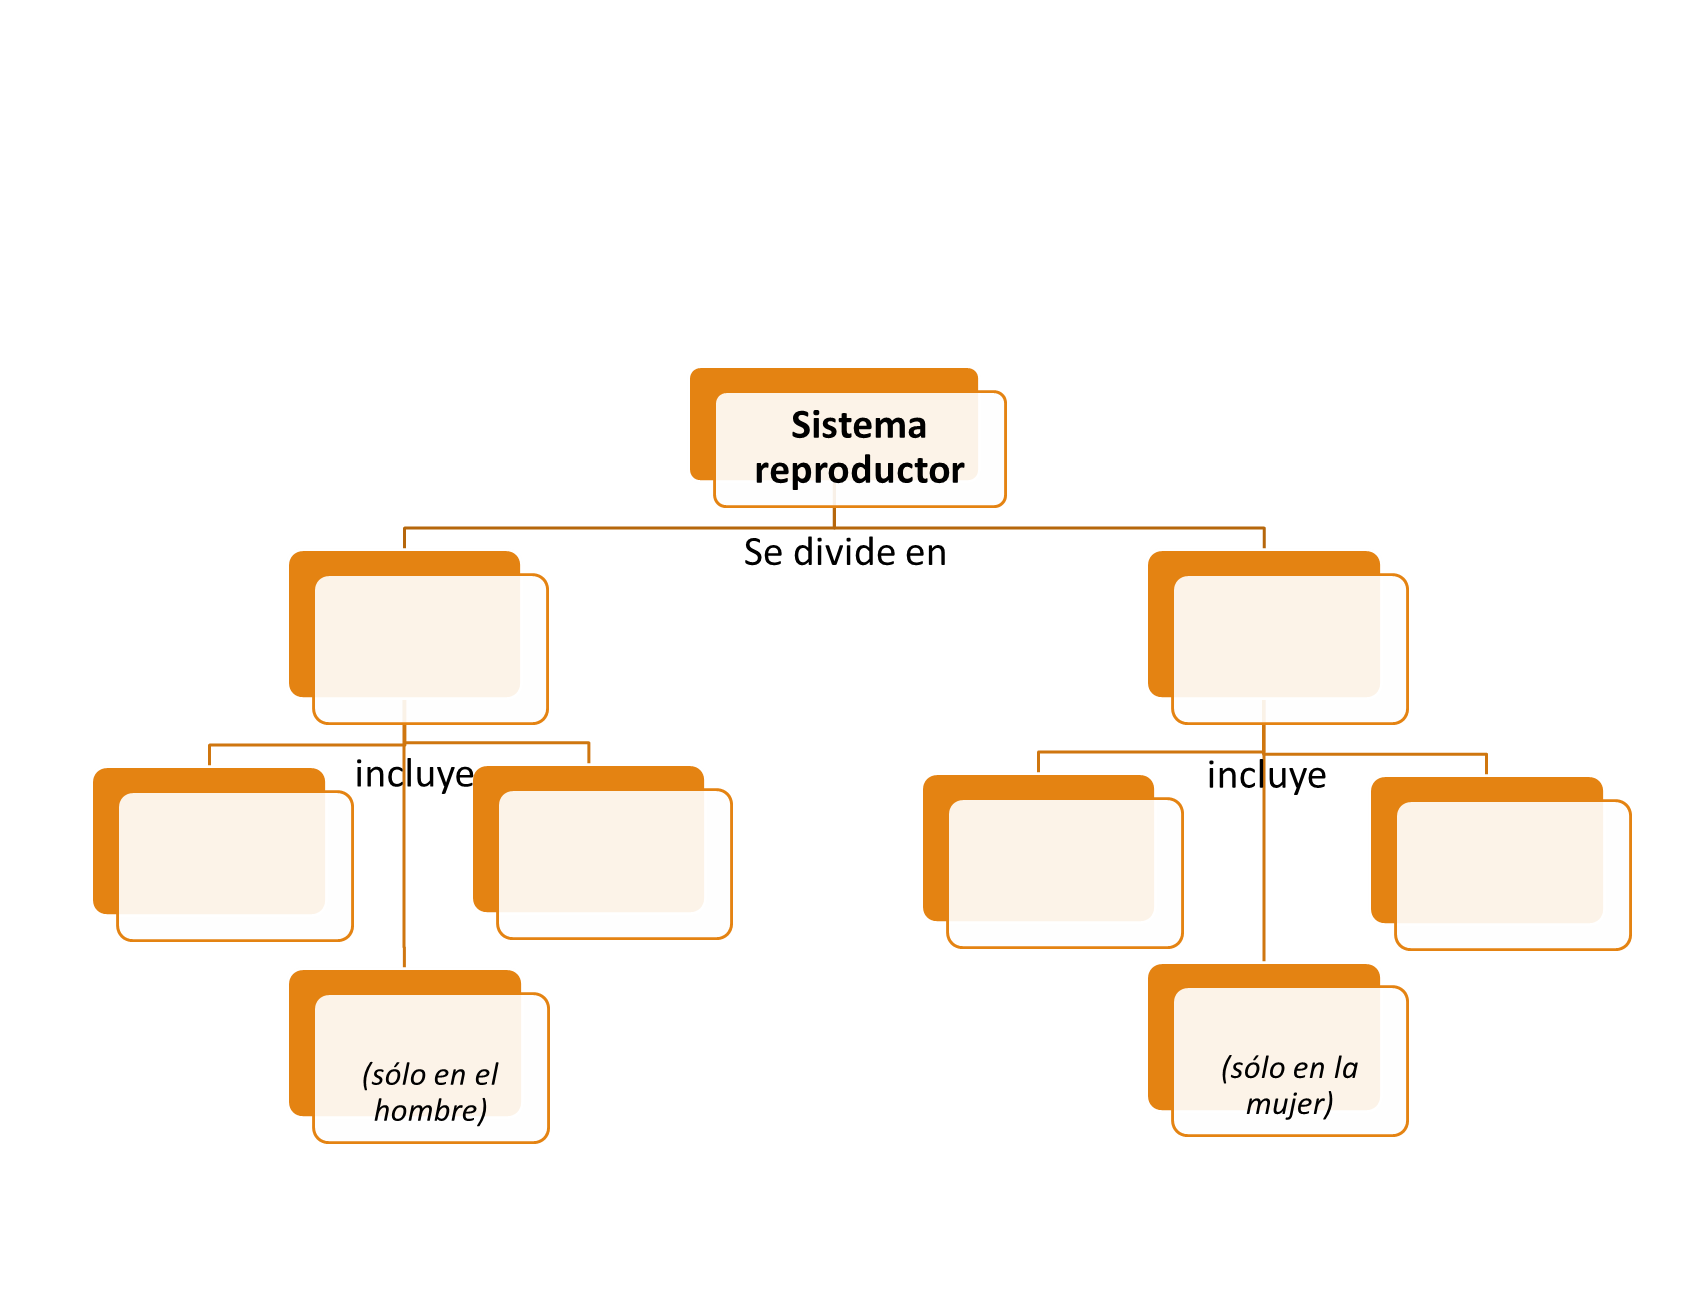 Sistema
reproductor
Se divide en
incluye
incluye
(sólo en el
hombre)
(sólo en la
mujer)